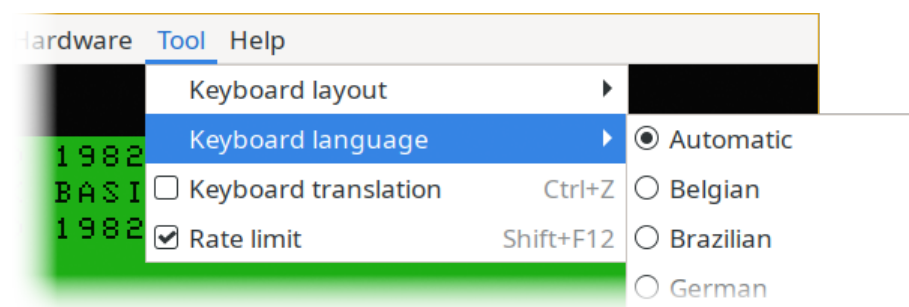 Hardware Tool Help
Keyboard layout
Keyboard language
Automatic
1982
BASI
Keyboard translation Ctrl+Z
Belgian
1982
Rate limit Shift+F12
Brazilian
German